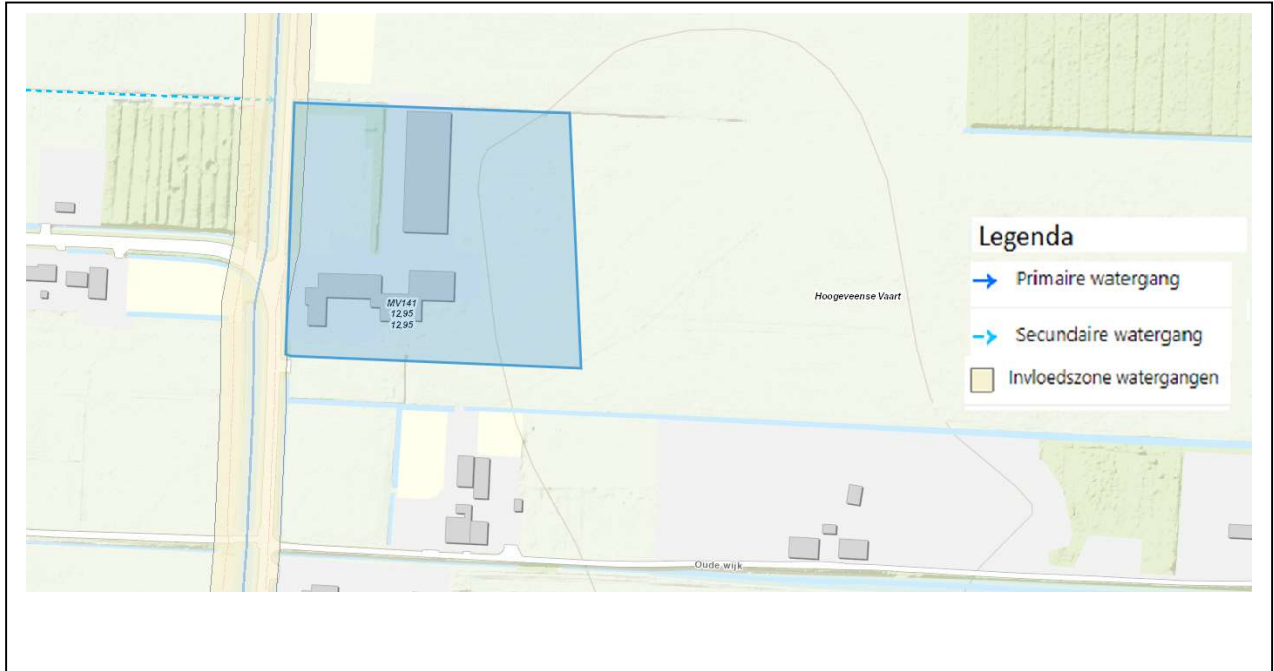 Hoogeveense Vaart
MV141
12,95
12,95
Legenda
Primaire watergang
Secundaire watergang
Invloedszone watergangen
Oude wijk